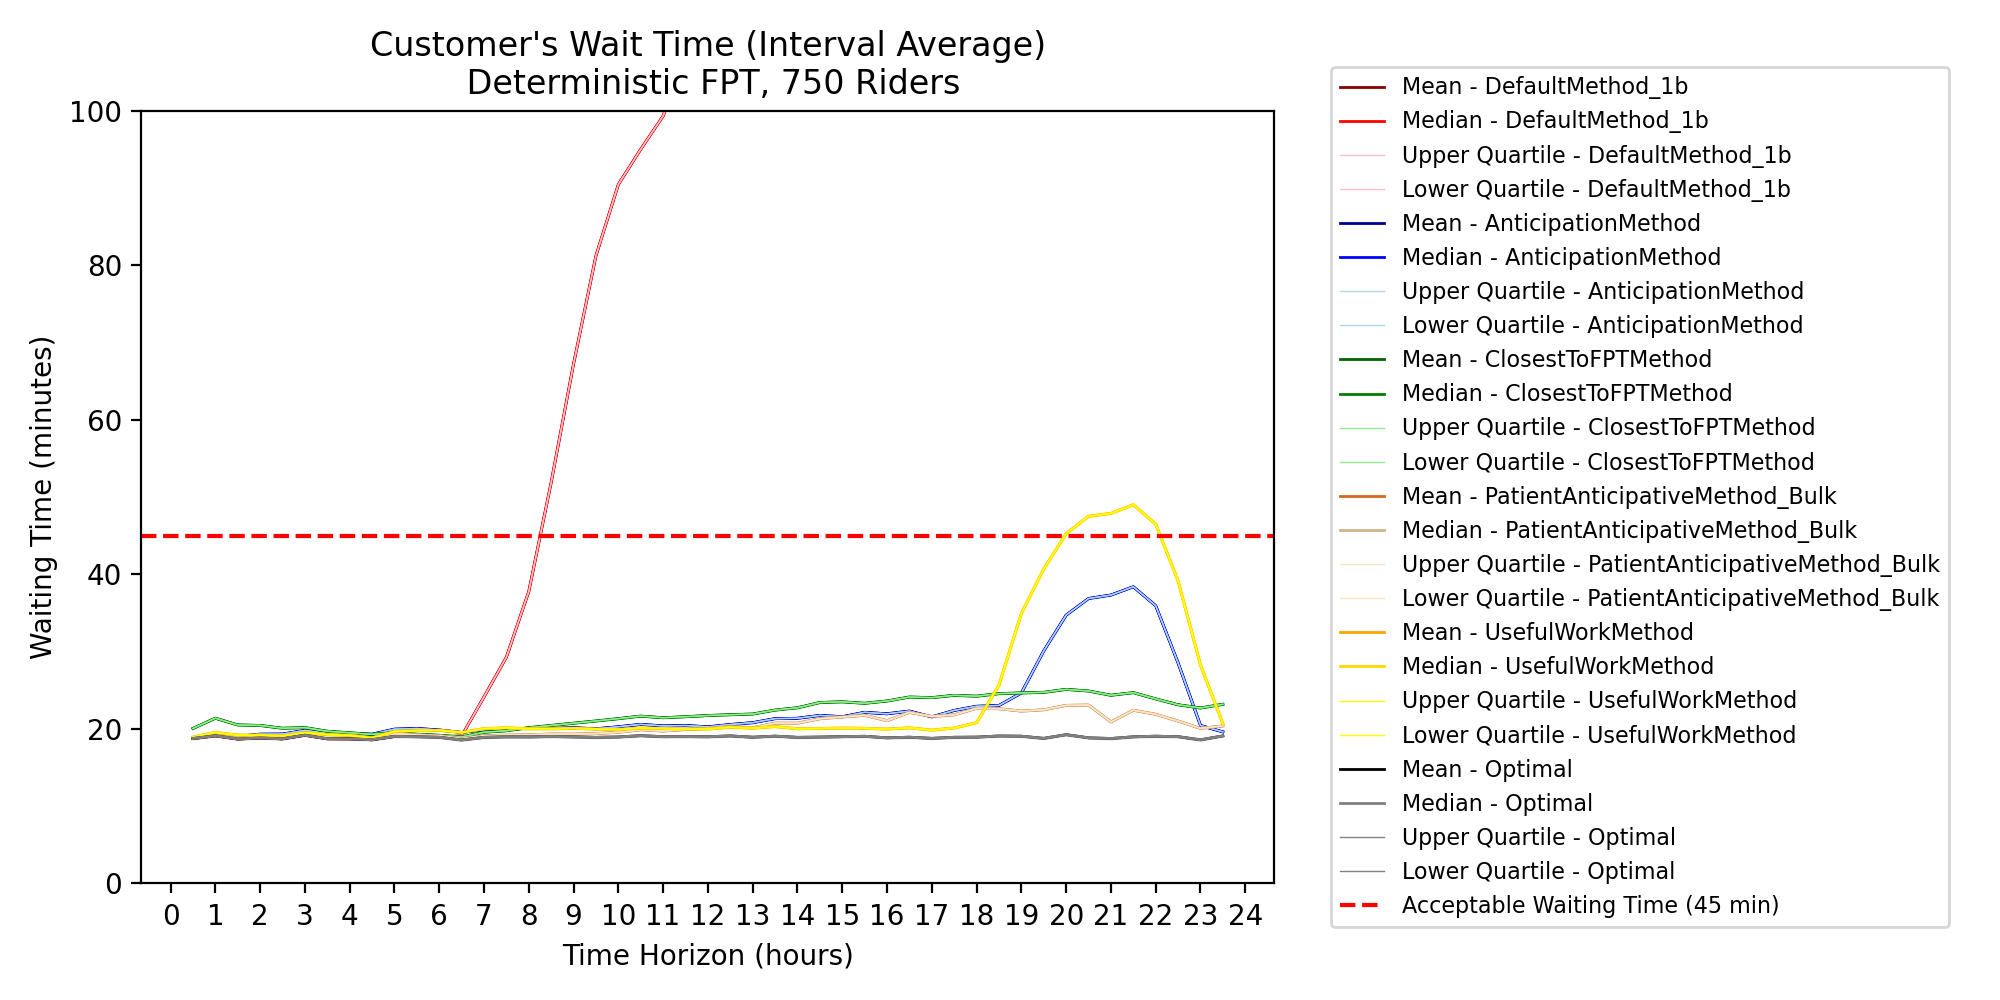 Customer's Wait Time (Interval Average)
Deterministic FPT, 750 Riders
Waiting Time (minutes)
100
80
60
40
20
0
0 1 2 3 4 5 6 7 8 9 10 11 12 13 14 15 16 17 18 19 20 21 22 23 24
Time Horizon (hours)
Mean - DefaultMethod_1b
Median - DefaultMethod_1b
Upper Quartile - DefaultMethod_1b
Lower Quartile - DefaultMethod_1b
Mean - AnticipationMethod
Median - AnticipationMethod
Upper Quartile - AnticipationMethod
Lower Quartile - AnticipationMethod
Mean - ClosestToFPTMethod
Median - ClosestToFPTMethod
Upper Quartile - ClosestToFPTMethod
Lower Quartile - ClosestToFPTMethod
Mean - PatientAnticipativeMethod_Bulk
Median - PatientAnticipativeMethod_Bulk
Upper Quartile - PatientAnticipativeMethod_Bulk
Lower Quartile - PatientAnticipativeMethod_Bulk
Mean - UsefulWorkMethod
Median - UsefulWorkMethod
Upper Quartile - UsefulWorkMethod
Lower Quartile - UsefulWorkMethod
Mean - Optimal
Median - Optimal
Upper Quartile - Optimal
Lower Quartile - Optimal
Acceptable Waiting Time (45 min)